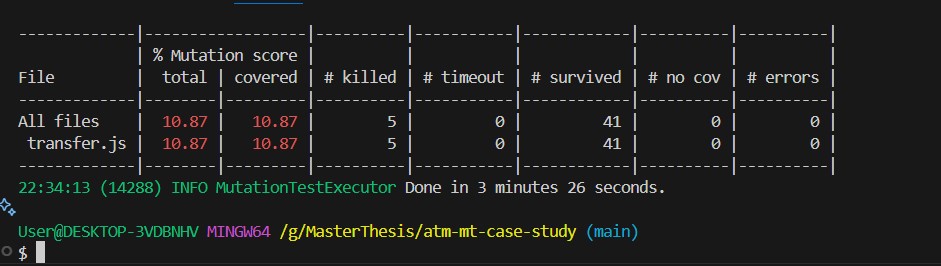 -------------|------------------|----------|-----------|------------|----------|----------|
             | % Mutation score |          |           |            |          |          |
File         |  total | covered | # killed | # timeout | # survived | # no cov | # errors |
-------------|--------|---------|----------|-----------|------------|----------|----------|
All files    |  10.87 |   10.87 |        5 |         0 |         41 |        0 |        0 |
 transfer.js |  10.87 |   10.87 |        5 |         0 |         41 |        0 |        0 |
-------------|--------|---------|----------|-----------|------------|----------|----------|
22:34:13 (14288) INFO MutationTestExecutor Done in 3 minutes 26 seconds.
User@DESKTOP-3VDBNHV MINGW64 /g/MasterThesis/atm-mt-case-study (main)
$